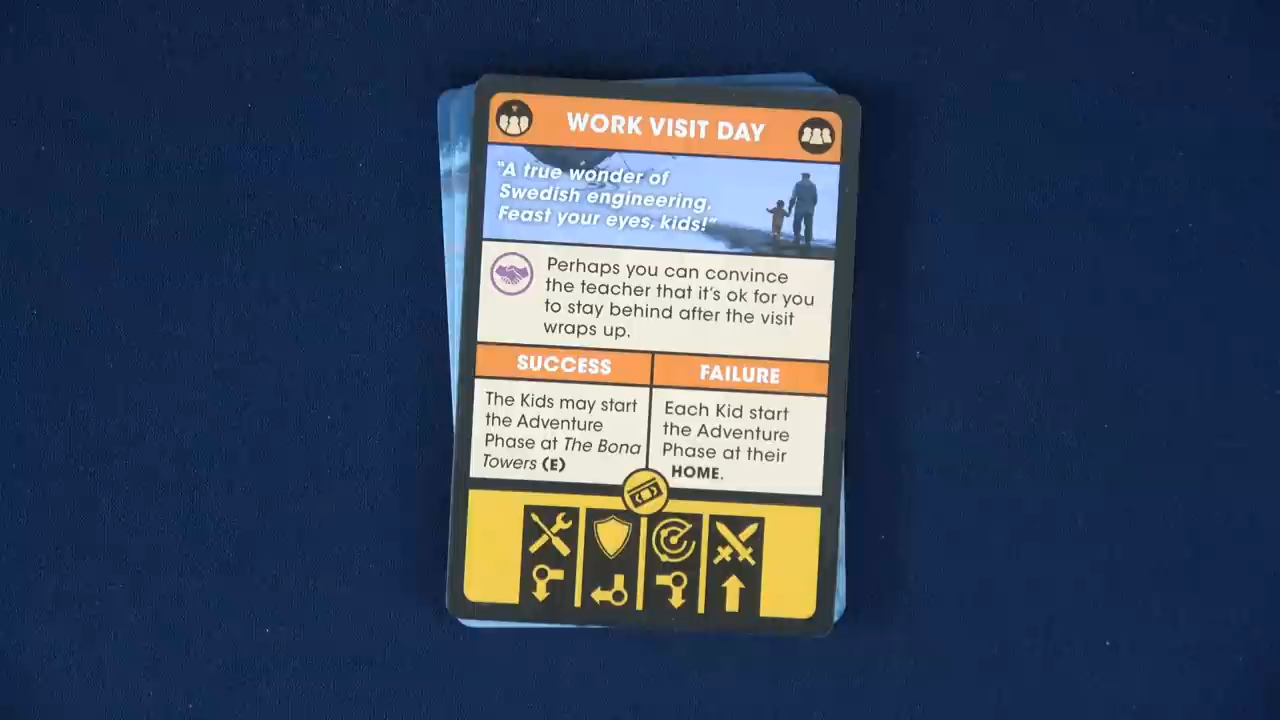 WORK VISIT DAY
"A true wonder of
Swedish engineering.
Feast your eyes, kids!"
Perhaps you can convince
the teacher that it's ok for you
to stay behind after the visit
wraps up.
SUCCESS
The Kids may start
the Adventure
Phase at The Bona
Towers (E)
FAILURE
Each Kid start
the Adventure
Phase at their
HOME.